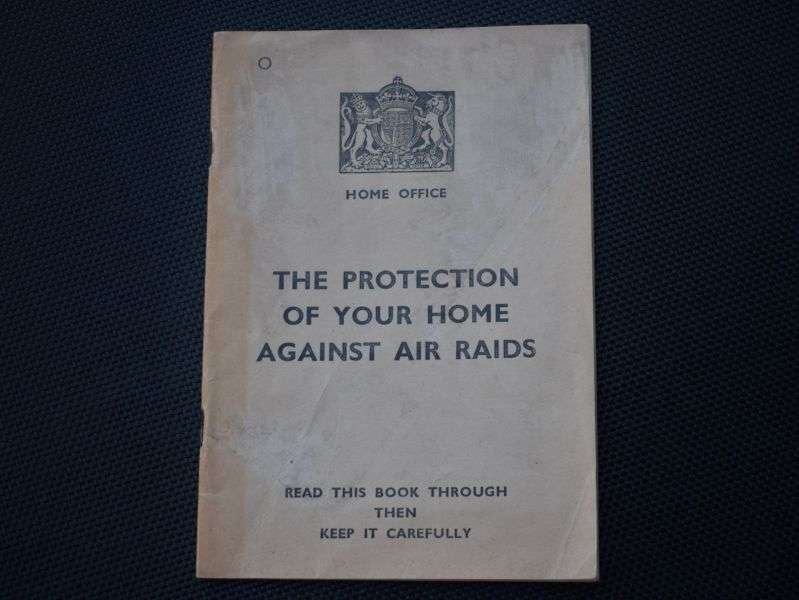 HOME OFFICE
THE PROTECTION
OF YOUR HOME
AGAINST AIR RAIDS
READ THIS BOOK THROUGH
THEN
KEEP IT CAREFULLY